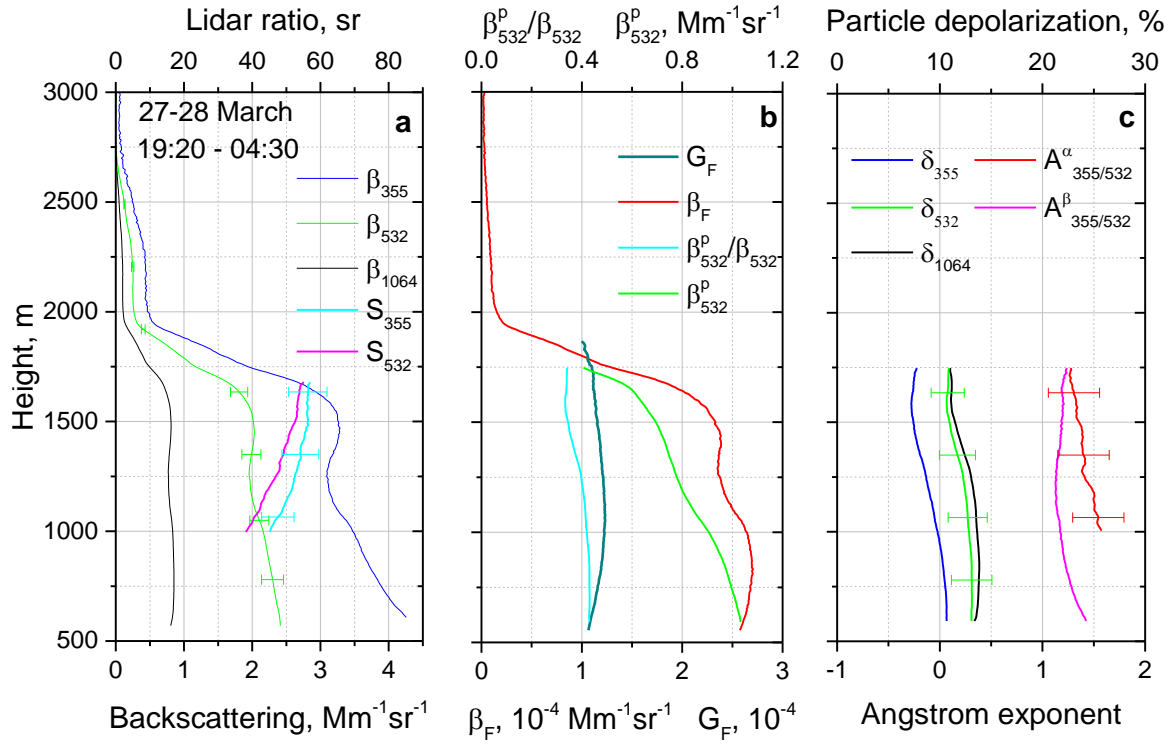 Lidar ratio, sr
β^p_532/β_532 β^p_532, Mm^-1sr^-1
Particle depolarization, %
0 20 40 60 80
0.0 0.4 0.8 1.2
0 10 20 30
3000
2500
2000
1500
1000
500
Height, m
27-28 March
19:20 - 04:30
a
β_355
β_532
β_1064
S_355
S_532
b
G_F
β_F
β^p_532/β_532
β^p_532
c
δ_355 A^α_355/532
δ_532 A^β_355/532
δ_1064
0 1 2 3 4
0 1 2 3
-1 0 1 2
Backscattering, Mm^-1sr^-1
β_F, 10^-4 Mm^-1sr^-1 G_F, 10^-4
Angstrom exponent